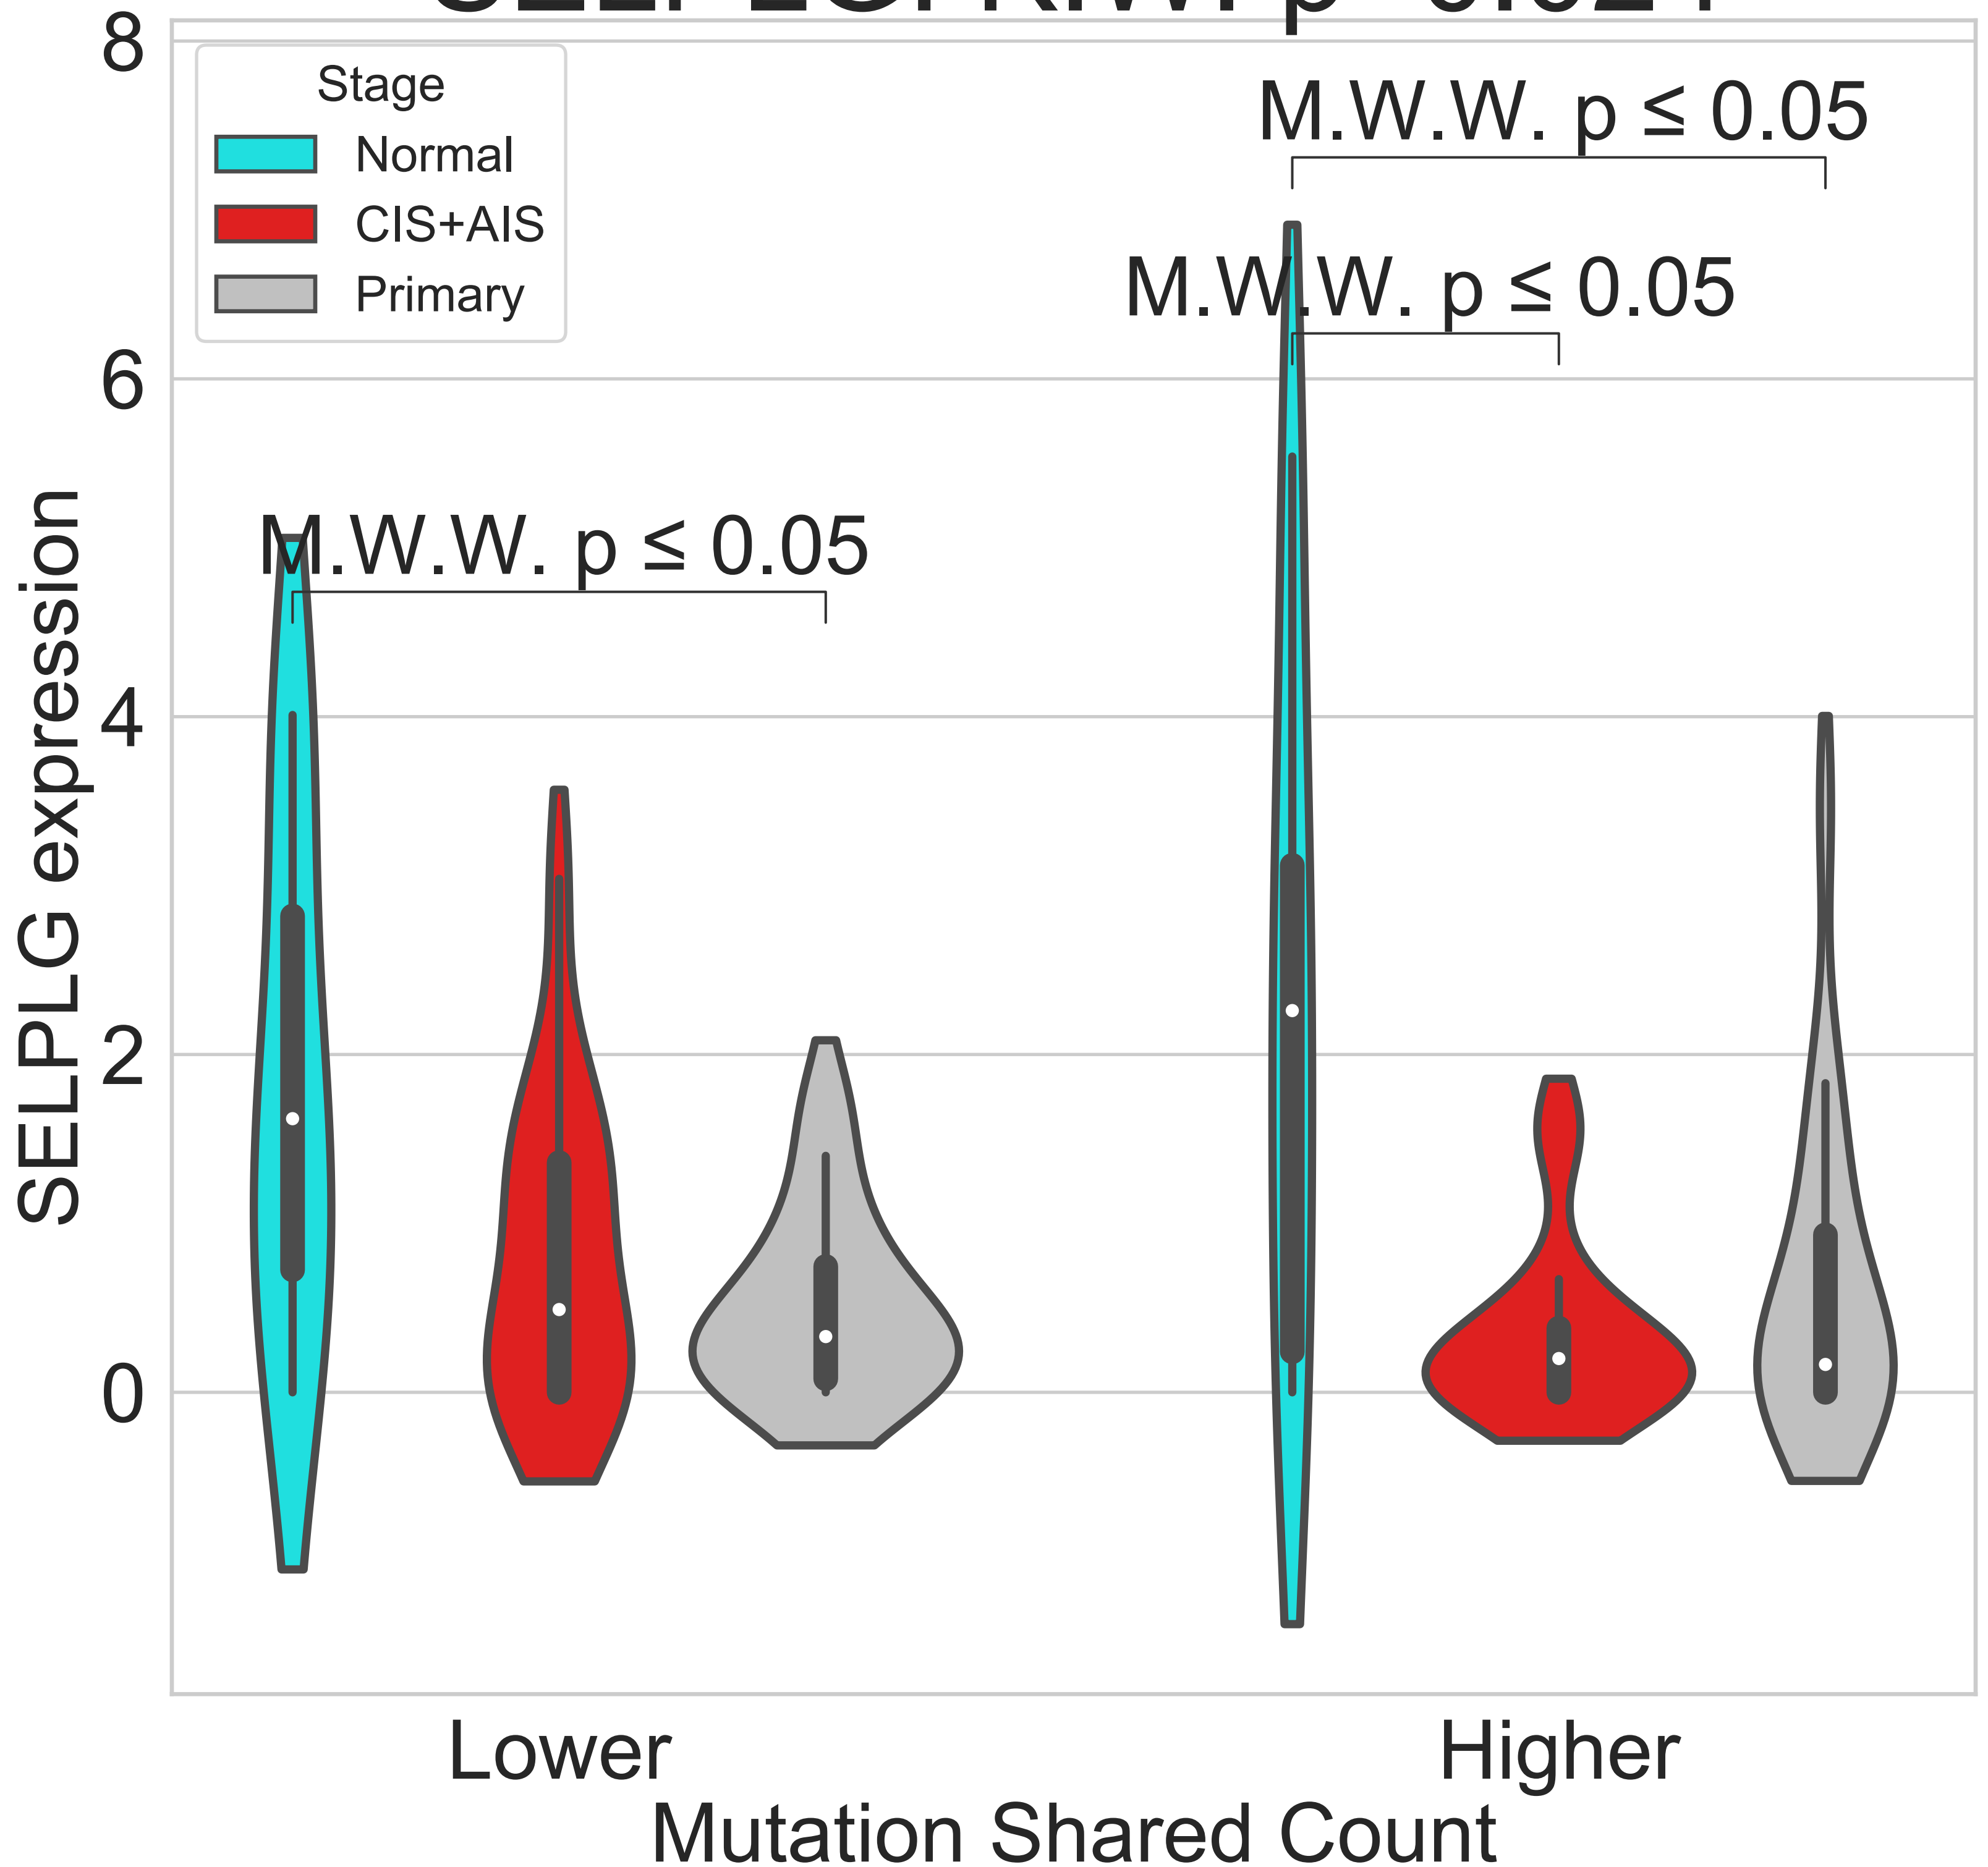 8
Stage
Normal
CIS+AIS
Primary
M.W.W. p ≤ 0.05
M.W.W. p ≤ 0.05
6
M.W.W. p ≤ 0.05
4
2
0
SELPLG expression
Lower
Higher
Mutation Shared Count